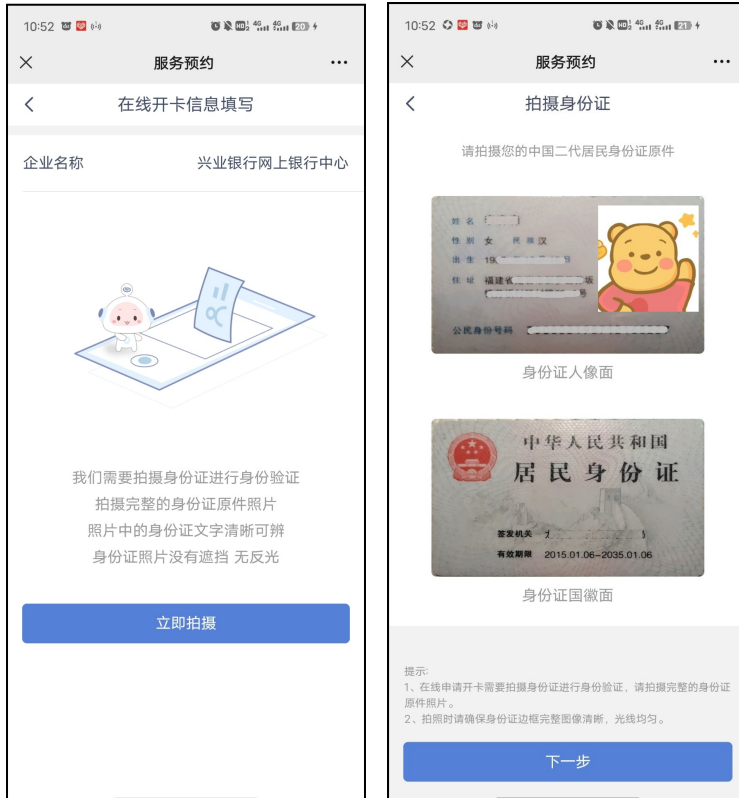 10:52
4G 4G 20
服务预约
在线开卡信息填写
企业名称 兴业银行网上银行中心
我们需要拍摄身份证进行身份验证
拍摄完整的身份证原件照片
照片中的身份证文字清晰可辨
身份证照片没有遮挡 无反光
立即拍摄
10:52
4G 4G 21
服务预约
拍摄身份证
请拍摄您的中国二代居民身份证原件
姓名
性别 女 民族 汉
出生 19
住址 福建省 坂
号
公民身份号码
身份证人像面
中华人民共和国
居民身份证
签发机关
有效期限 2015.01.06-2035.01.06
身份证国徽面
提示:
1、在线申请开卡需要拍摄身份证进行身份验证，请拍摄完整的身份证
原件照片。
2、拍照时请确保身份证边框完整图像清晰，光线均匀。
下一步